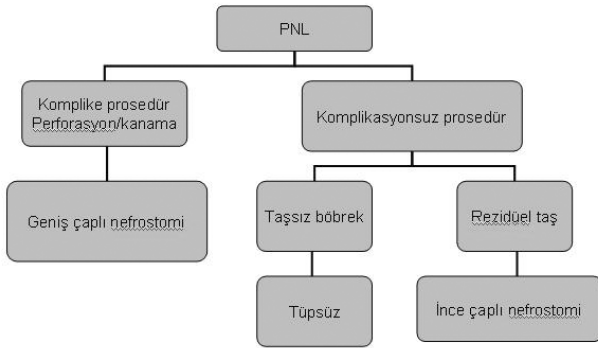 PNL
Komplike prosedür
Perforasyon/kanama
Komplikasyonsuz prosedür
Geniş çaplı nefrostomi
Taşsız böbrek
Rezidüel taş
Tüpsüz
İnce çaplı nefrostomi